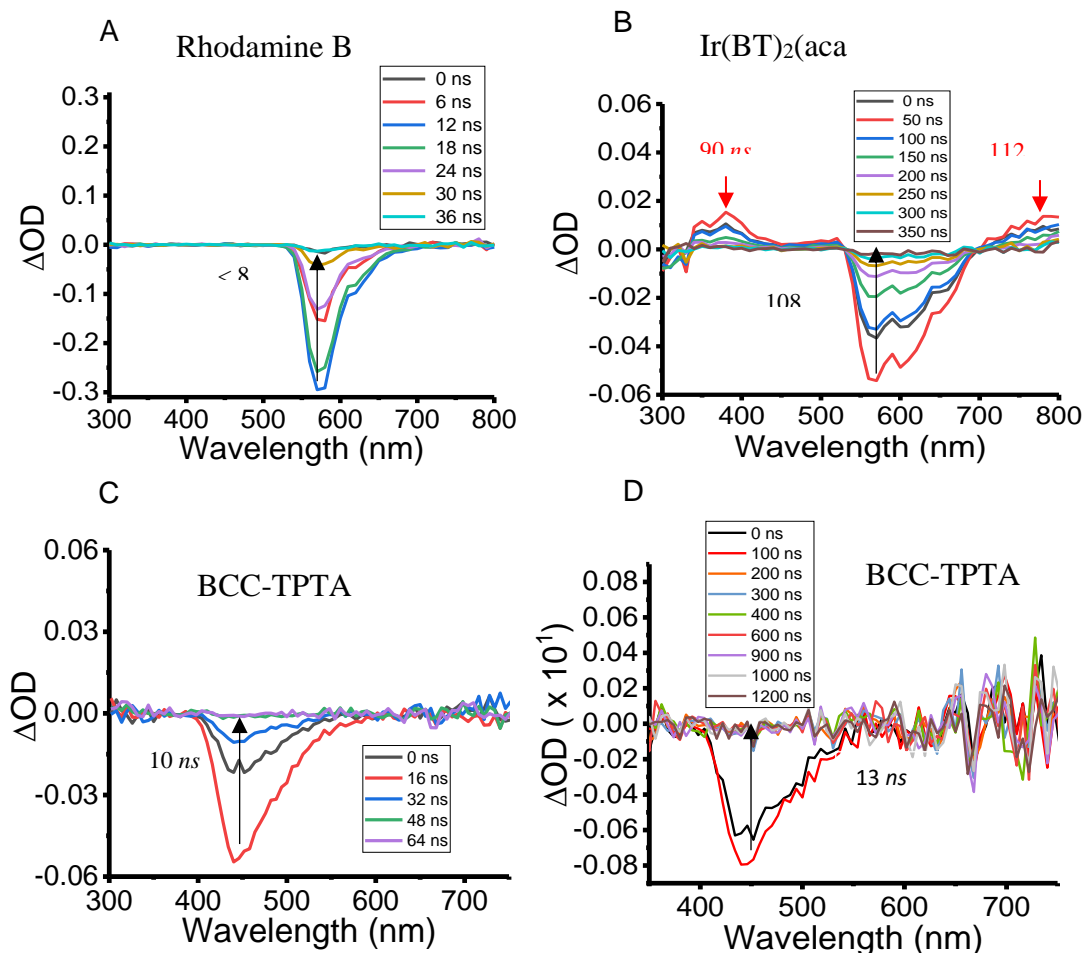 A
Rhodamine B
0 ns
6 ns
12 ns
18 ns
24 ns
30 ns
36 ns
0.3
0.2
0.1
0.0
-0.1
-0.2
-0.3
< 8
ΔOD
300 400 500 600 700 800
Wavelength (nm)
B
Ir(BT)₂(aca
0 ns
50 ns
100 ns
150 ns
200 ns
250 ns
300 ns
350 ns
90 ns
112
108
0.06
0.04
0.02
0.00
-0.02
-0.04
-0.06
ΔOD
300 400 500 600 700 800
Wavelength (nm)
C
BCC-TPTA
0.06
0.03
0.00
-0.03
-0.06
ΔOD
10 ns
0 ns
16 ns
32 ns
48 ns
64 ns
300 400 500 600 700
Wavelength (nm)
D
BCC-TPTA
0 ns
100 ns
200 ns
300 ns
400 ns
600 ns
900 ns
1000 ns
1200 ns
0.08
0.06
0.04
0.02
0.00
-0.02
-0.04
-0.06
-0.08
ΔOD ( x 10¹)
13 ns
400 500 600 700
Wavelength (nm)